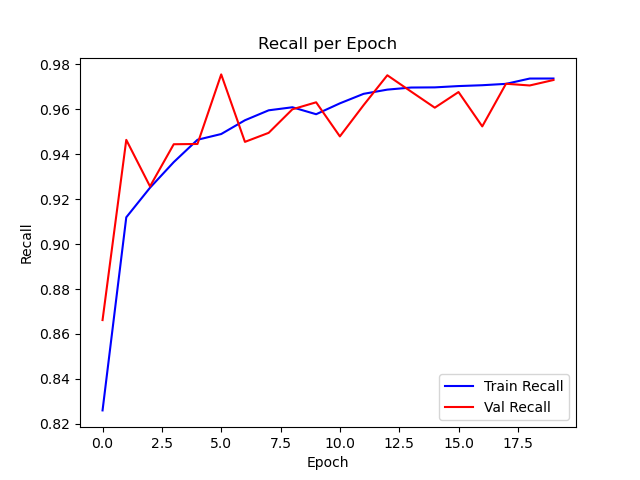 Recall per Epoch
0.98
0.96
0.94
0.92
0.90
0.88
0.86
0.84
0.82
Recall
Train Recall
Val Recall
0.0 2.5 5.0 7.5 10.0 12.5 15.0 17.5
Epoch